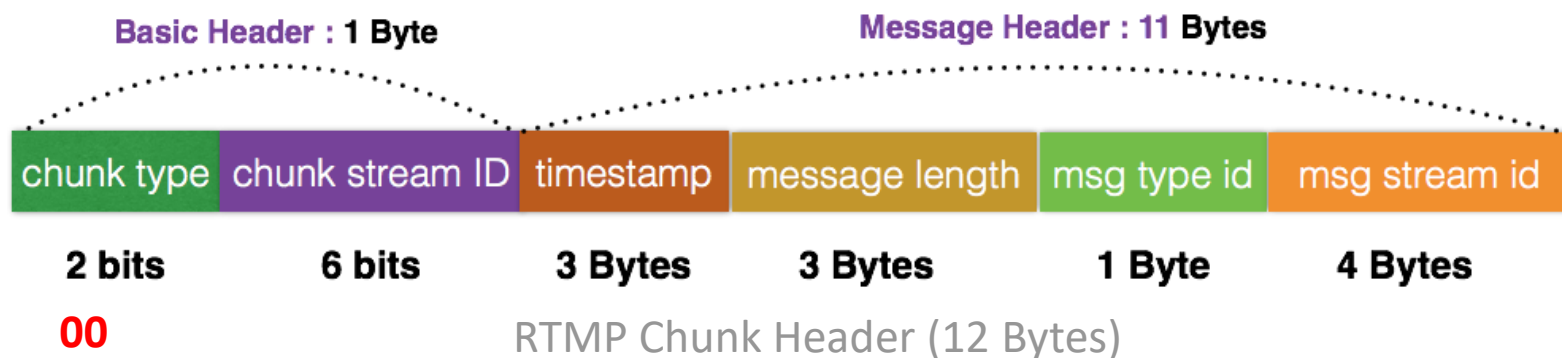 Basic Header : 1 Byte
Message Header : 11 Bytes
chunk type chunk stream ID timestamp message length msg type id msg stream id
2 bits 6 bits 3 Bytes 3 Bytes 1 Byte 4 Bytes
00
RTMP Chunk Header (12 Bytes)